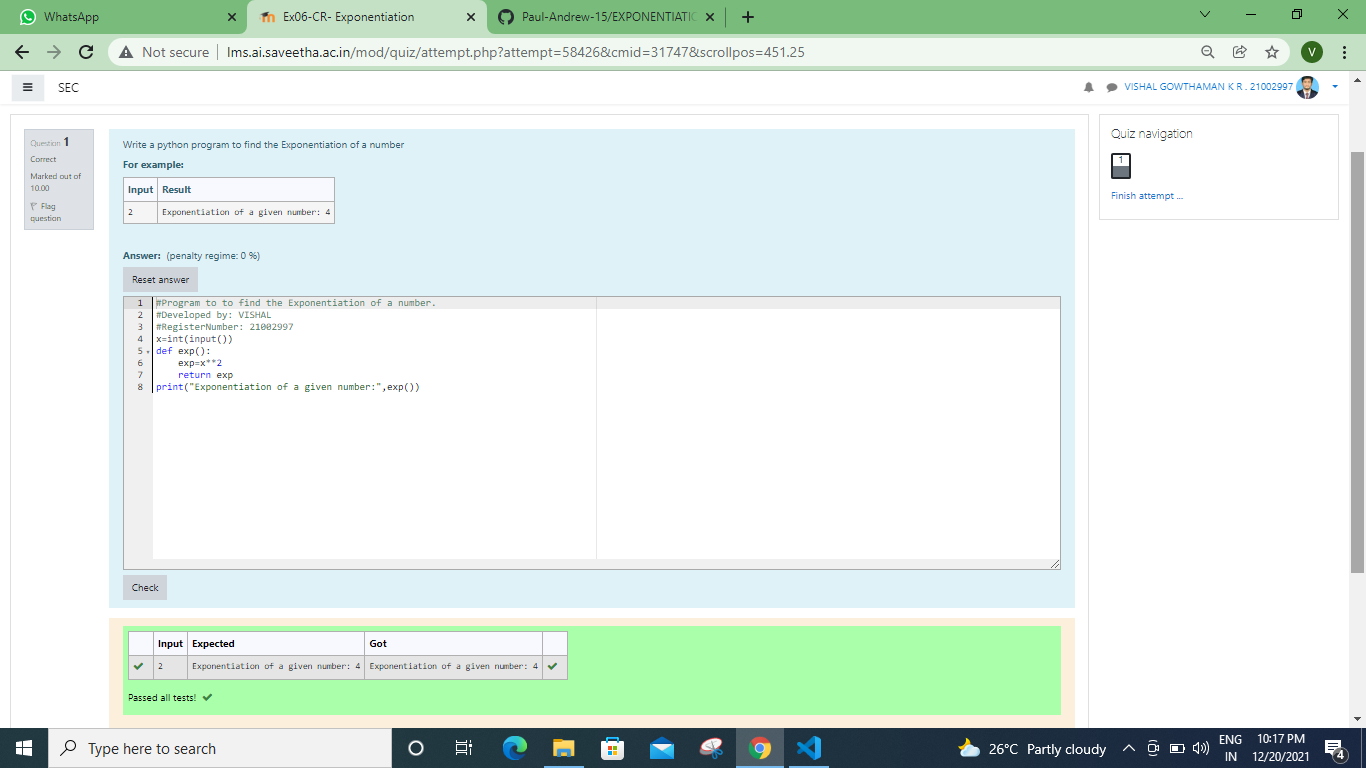 WhatsApp
Ex06-CR- Exponentiation
Paul-Andrew-15/EXPONENTIATIC
Not secure
lms.ai.saveetha.ac.in/mod/quiz/attempt.php?attempt=58426&cmid=31747&scrollpos=451.25
V
SEC
VISHAL GOWTHAMAN K R . 21002997
Question 1
Correct
Marked out of
10.00
Flag
question
Write a python program to find the Exponentiation of a number
For example:
Input Result
2 Exponentiation of a given number: 4
Answer: (penalty regime: 0 %)
Reset answer
1 #Program to to find the Exponentiation of a number.
2 #Developed by: VISHAL
3 #RegisterNumber: 21002997
4 x=int(input())
5 def exp():
6     exp=x**2
7     return exp
8 print("Exponentiation of a given number:",exp())
Check
Input Expected Got
2 Exponentiation of a given number: 4 Exponentiation of a given number: 4
Passed all tests!
Quiz navigation
1
Finish attempt ...
Type here to search
26°C Partly cloudy
ENG
IN
10:17 PM
12/20/2021
4